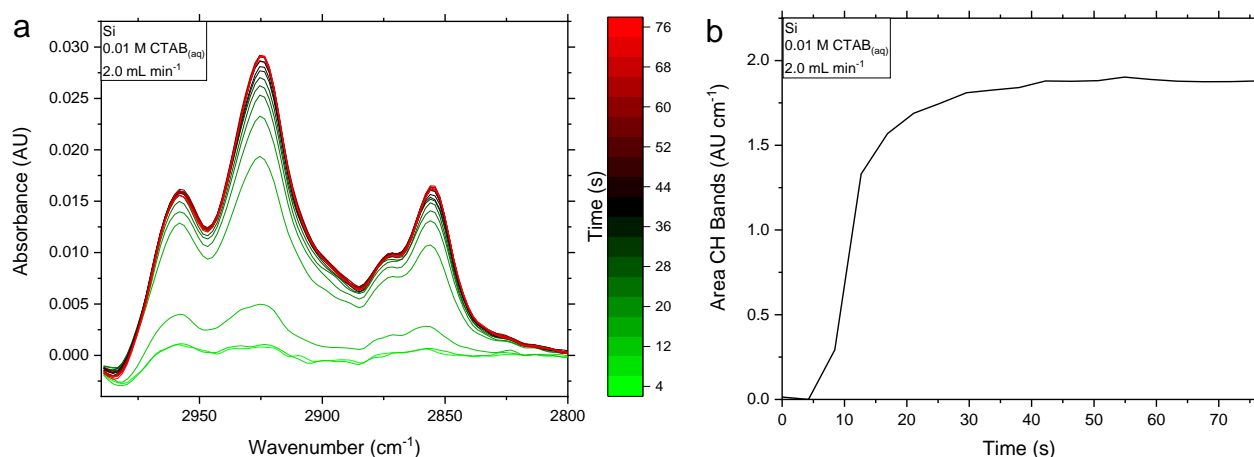 a
Si
0.01 M CTAB(aq)
2.0 mL min⁻¹
0.030
0.025
0.020
0.015
0.010
0.005
0.000
Absorbance (AU)
2950
2900
2850
2800
Wavenumber (cm⁻¹)
Time (s)
76
68
60
52
44
36
28
20
12
4
b
Si
0.01 M CTAB(aq)
2.0 mL min⁻¹
2.0
1.5
1.0
0.5
0.0
Area CH Bands (AU cm⁻¹)
0
10
20
30
40
50
60
70
Time (s)